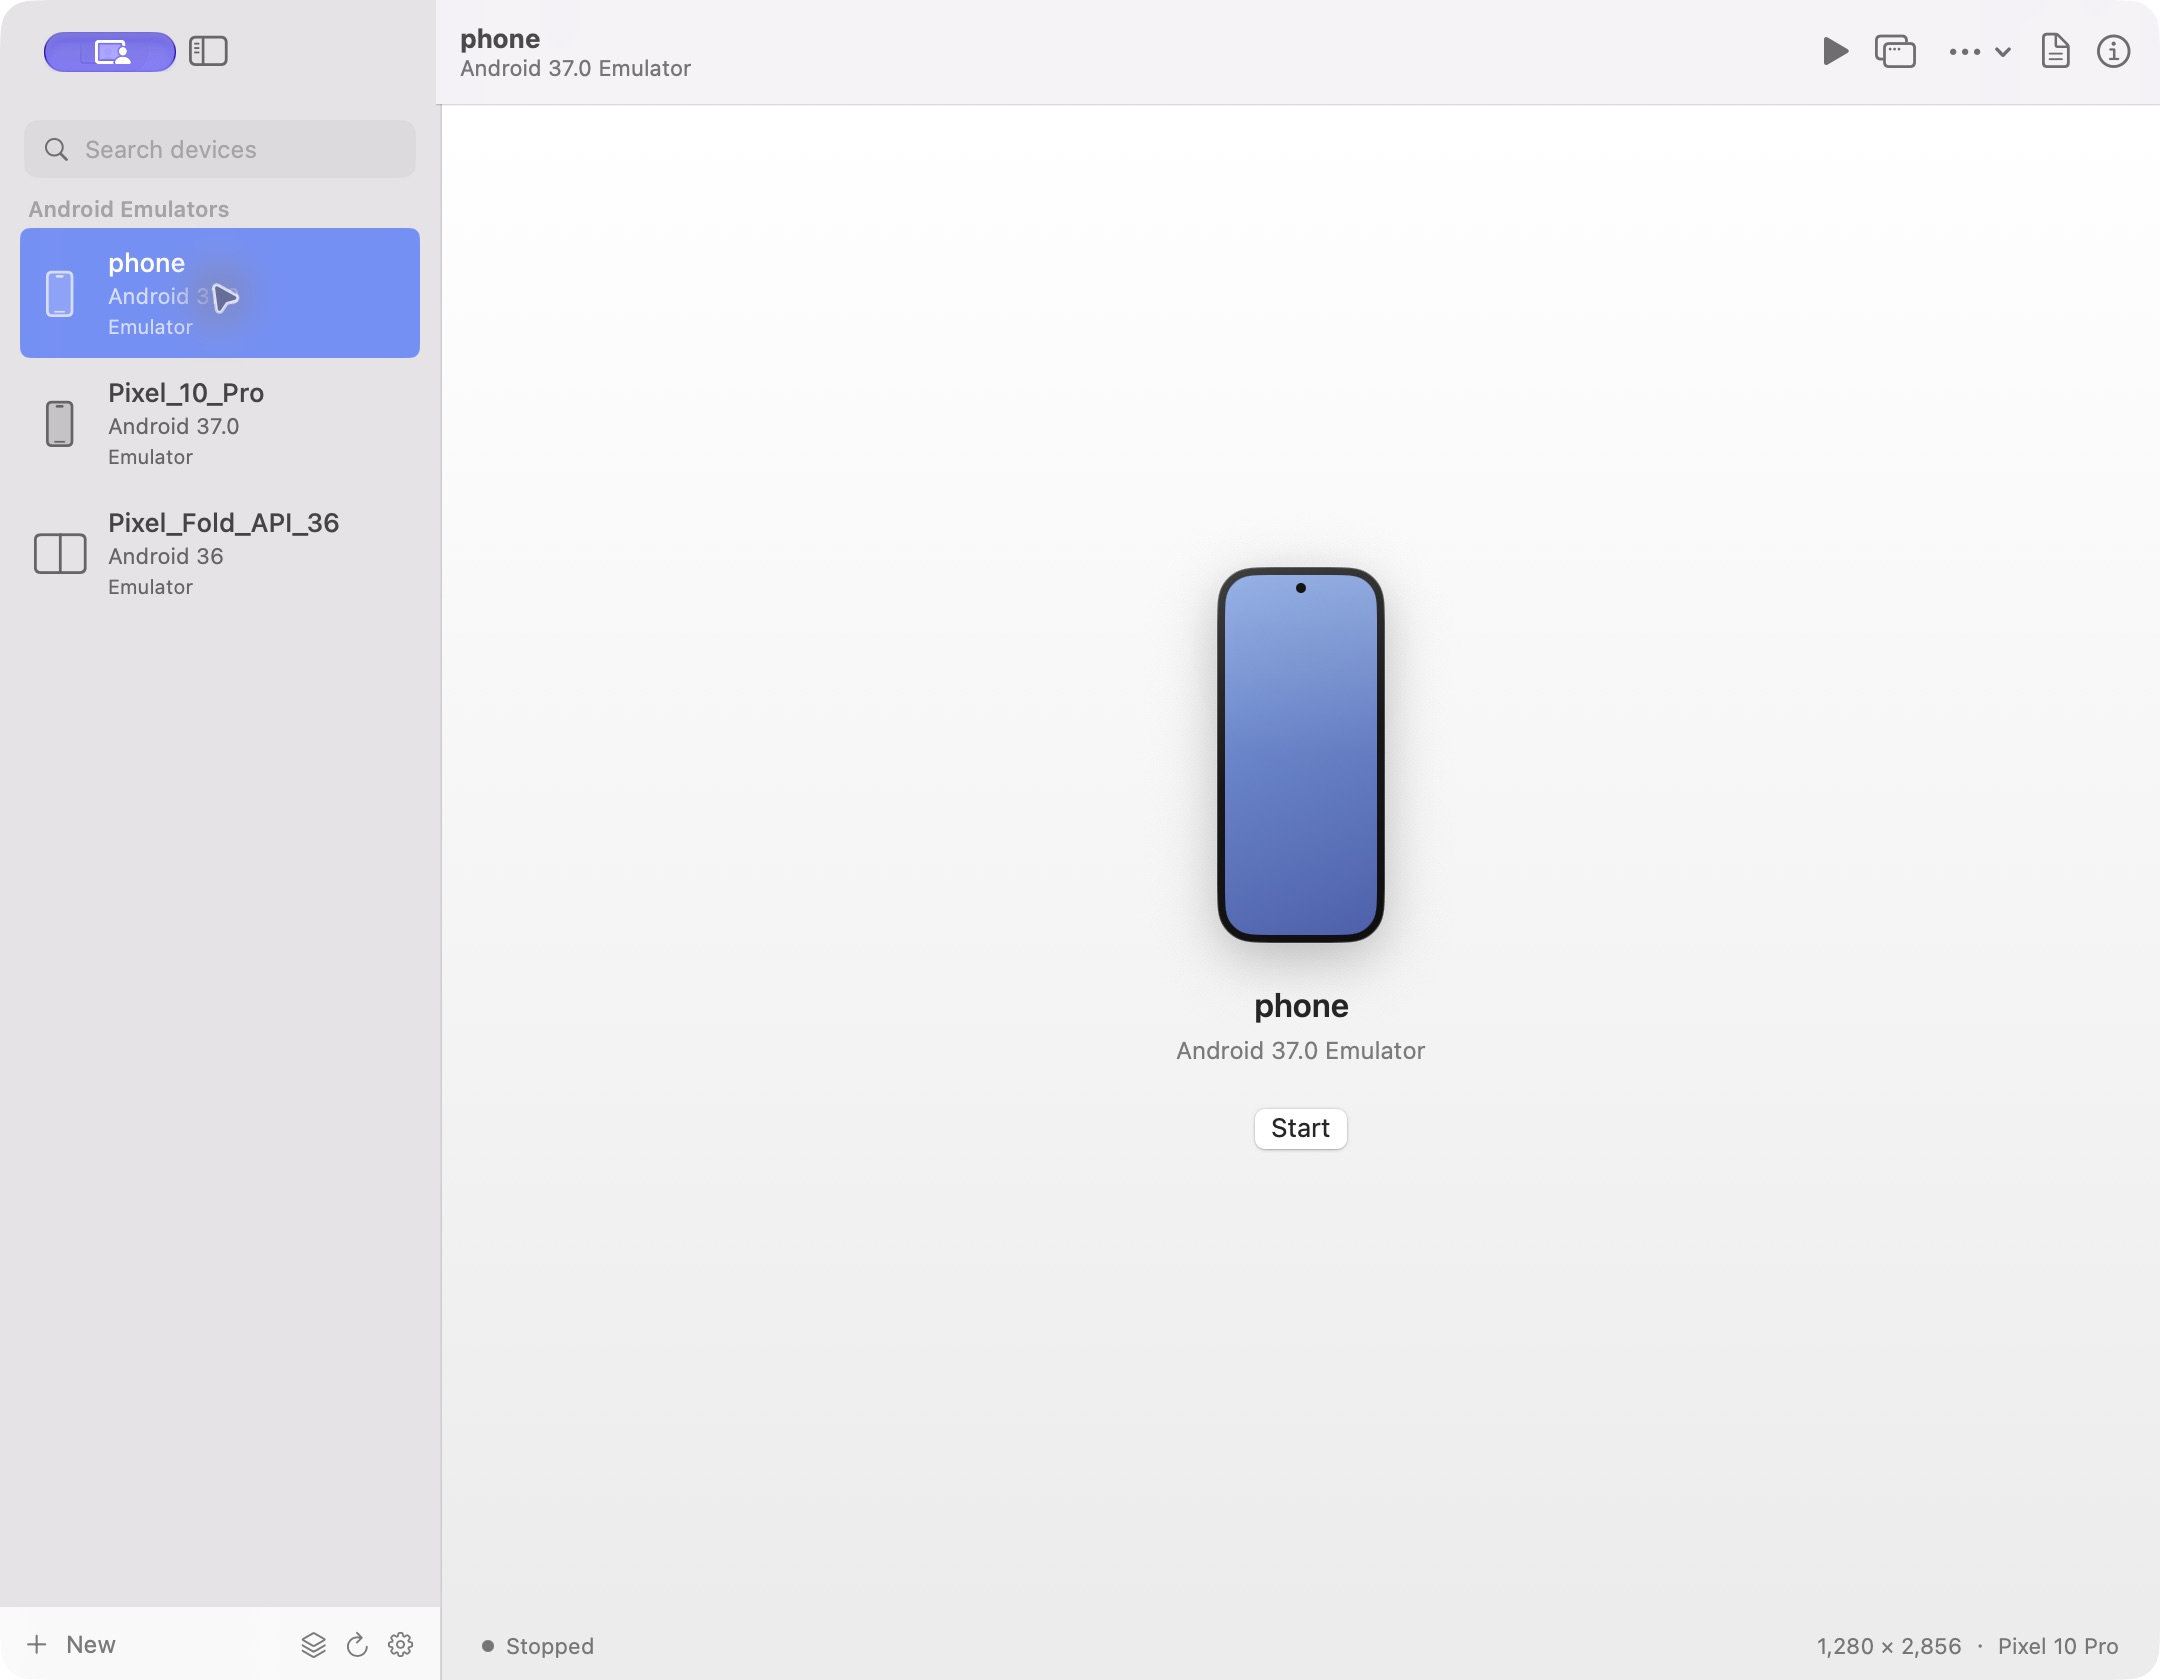 phone
Android 37.0 Emulator
Search devices
Android Emulators
phone
Android
Emulator
Pixel_10_Pro
Android 37.0
Emulator
Pixel_Fold_API_36
Android 36
Emulator
phone
Android 37.0 Emulator
Start
New
Stopped
1,280 × 2,856 · Pixel 10 Pro